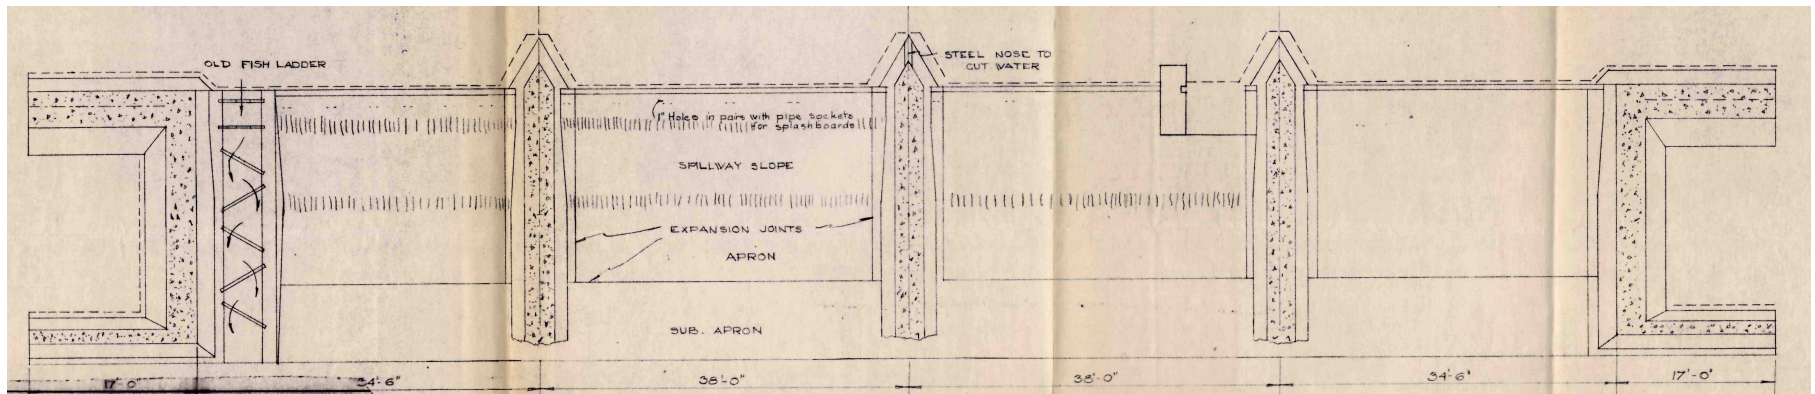 OLD FISH LADDER
STEEL NOSE TO
CUT WATER
1" Holes in pairs with pipe sockets
for splashboards
SPILLWAY SLOPE
EXPANSION JOINTS
APRON
SUB. APRON
17'-0"
34'-6"
38'-0"
38'-0"
34'-6"
17'-0"